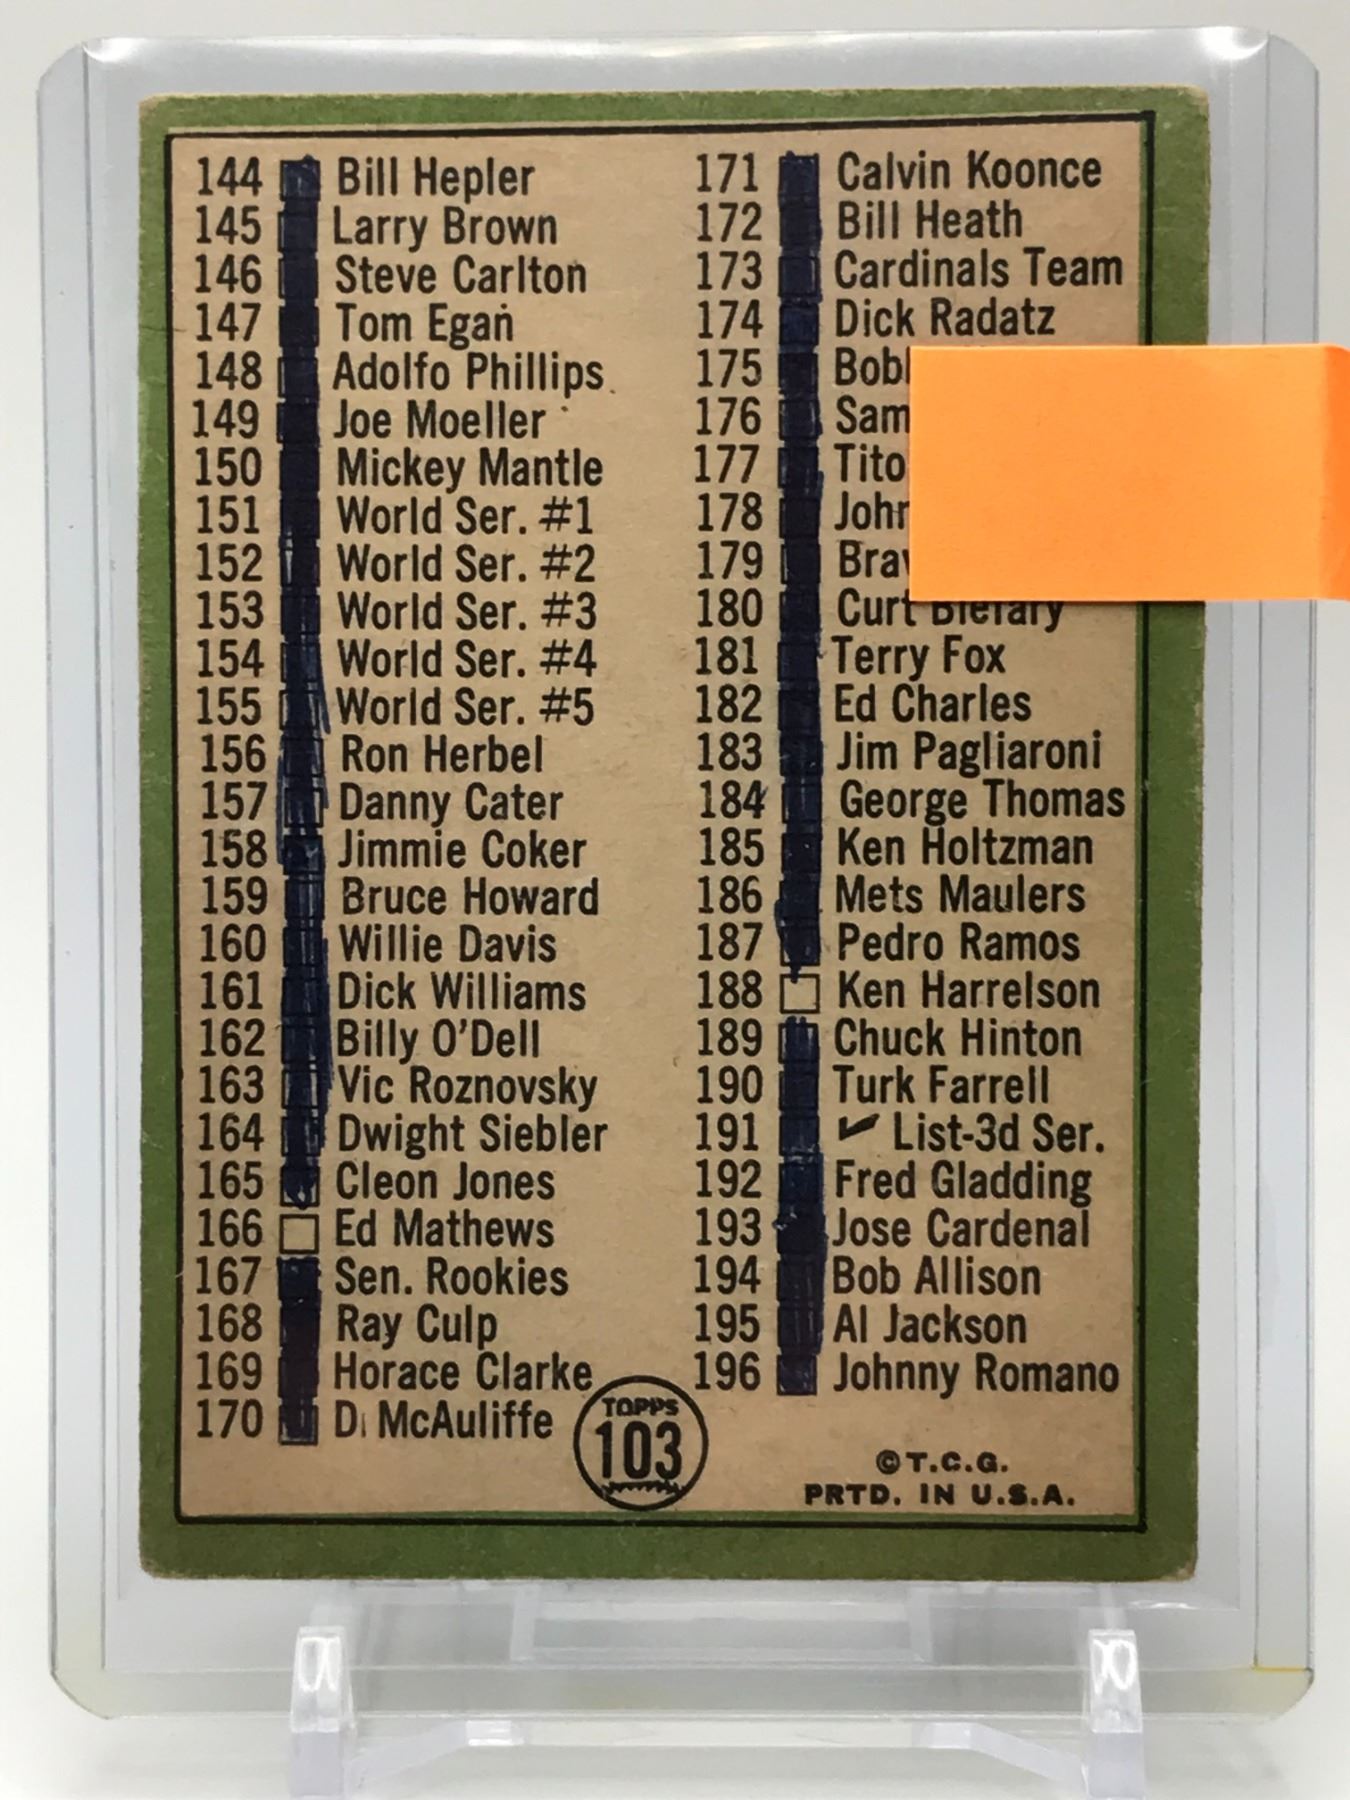 144 Bill Hepler
145 Larry Brown
146 Steve Carlton
147 Tom Egan
148 Adolfo Phillips
149 Joe Moeller
150 Mickey Mantle
151 World Ser. #1
152 World Ser. #2
153 World Ser. #3
154 World Ser. #4
155 World Ser. #5
156 Ron Herbel
157 Danny Cater
158 Jimmie Coker
159 Bruce Howard
160 Willie Davis
161 Dick Williams
162 Billy O'Dell
163 Vic Roznovsky
164 Dwight Siebler
165 Cleon Jones
166 Ed Mathews
167 Sen. Rookies
168 Ray Culp
169 Horace Clarke
170 D. McAuliffe
171 Calvin Koonce
172 Bill Heath
173 Cardinals Team
174 Dick Radatz
175
176 Sam
177 Tito
178
179
180 Curt Blefary
181 Terry Fox
182 Ed Charles
183 Jim Pagliaroni
184 George Thomas
185 Ken Holtzman
186 Mets Maulers
187 Pedro Ramos
188 Ken Harrelson
189 Chuck Hinton
190 Turk Farrell
191 ✓ List-3d Ser.
192 Fred Gladding
193 Jose Cardenal
194 Bob Allison
195 Al Jackson
196 Johnny Romano
TOPPS
103
©T.C.G.
PRTD. IN U.S.A.